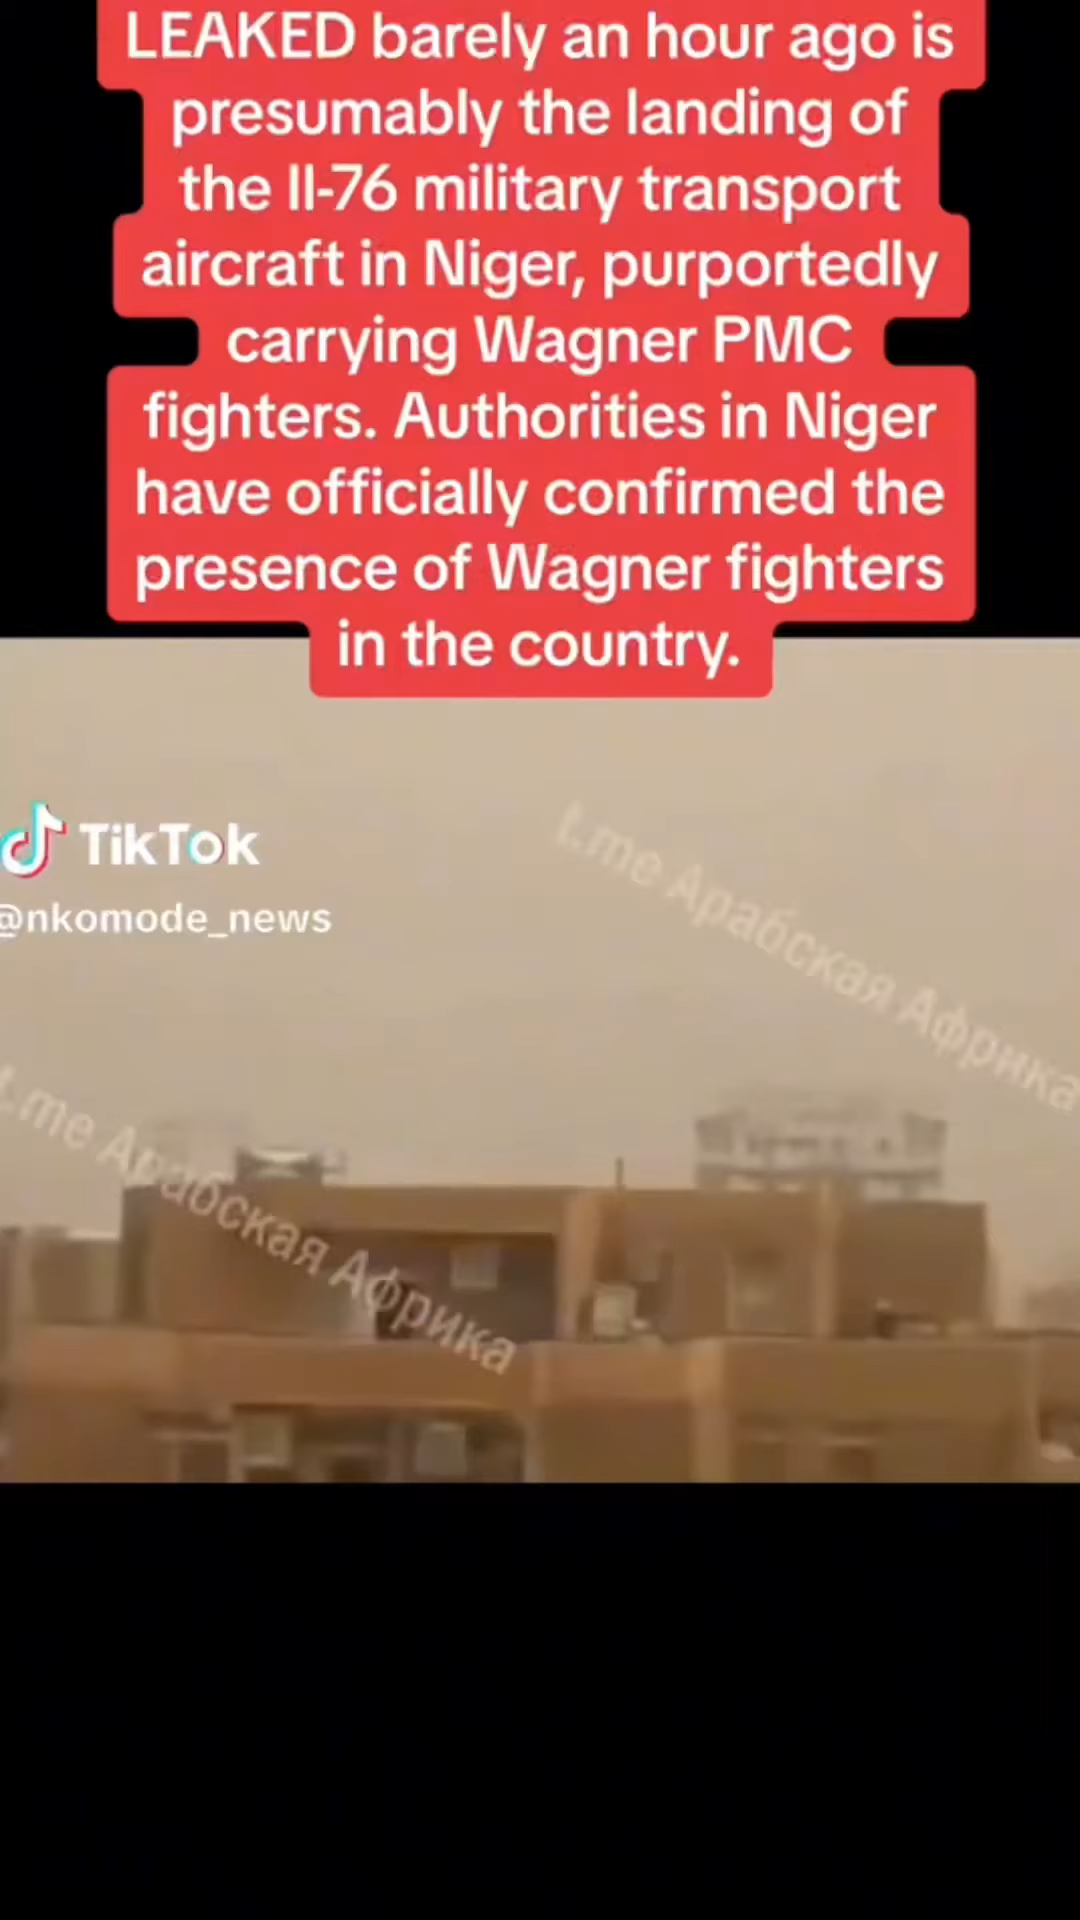 LEAKED barely an hour ago is
presumably the landing of
the Il-76 military transport
aircraft in Niger, purportedly
carrying Wagner PMC
fighters. Authorities in Niger
have officially confirmed the
presence of Wagner fighters
in the country.
TikTok
@nkomode_news
t.me Арабская Африка
t.me Арабская Африка